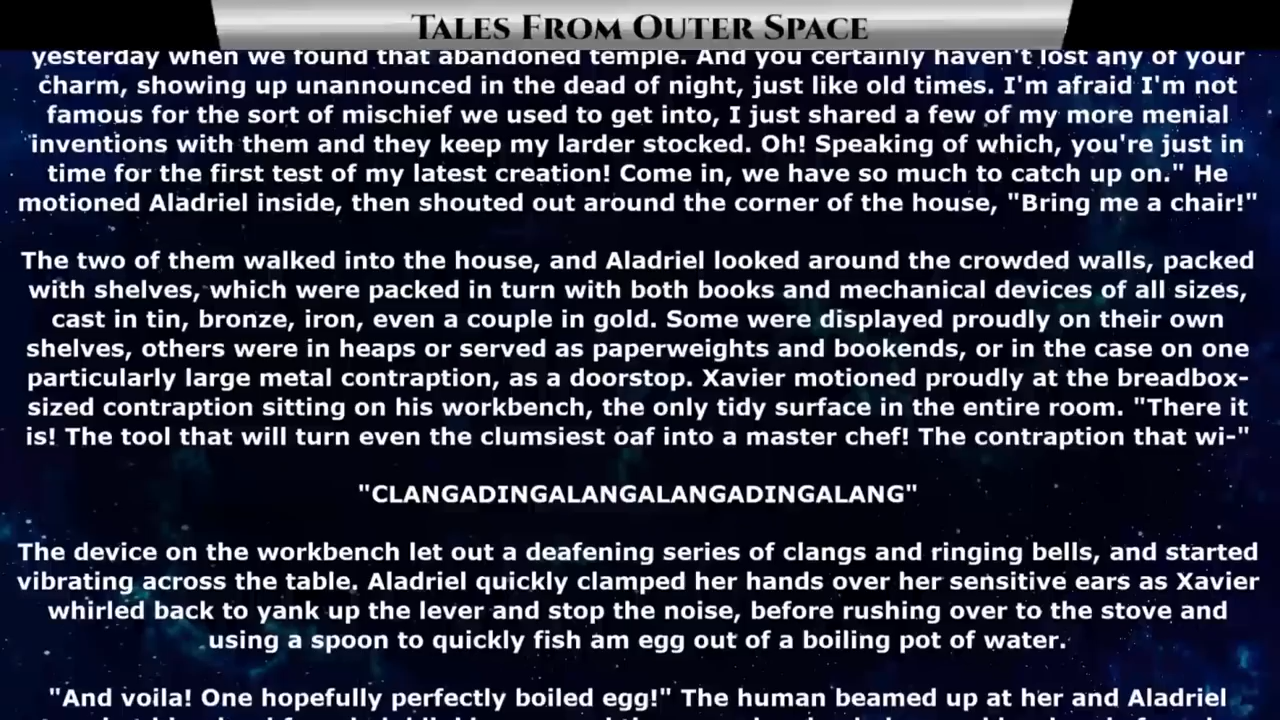 Tales From Outer Space
yesterday when we found that abandoned temple. And you certainly haven't lost any of your
charm, showing up unannounced in the dead of night, just like old times. I'm afraid I'm not
famous for the sort of mischief we used to get into, I just shared a few of my more menial
inventions with them and they keep my larder stocked. Oh! Speaking of which, you're just in
time for the first test of my latest creation! Come in, we have so much to catch up on." He
motioned Aladriel inside, then shouted out around the corner of the house, "Bring me a chair!"
The two of them walked into the house, and Aladriel looked around the crowded walls, packed
with shelves, which were packed in turn with both books and mechanical devices of all sizes,
cast in tin, bronze, iron, even a couple in gold. Some were displayed proudly on their own
shelves, others were in heaps or served as paperweights and bookends, or in the case on one
particularly large metal contraption, as a doorstop. Xavier motioned proudly at the breadbox-
sized contraption sitting on his workbench, the only tidy surface in the entire room. "There it
is! The tool that will turn even the clumsiest oaf into a master chef! The contraption that wi-"
"CLANGADINGALANGALANGADINGALANG"
The device on the workbench let out a deafening series of clangs and ringing bells, and started
vibrating across the table. Aladriel quickly clamped her hands over her sensitive ears as Xavier
whirled back to yank up the lever and stop the noise, before rushing over to the stove and
using a spoon to quickly fish am egg out of a boiling pot of water.
"And voila! One hopefully perfectly boiled egg!" The human beamed up at her and Aladriel